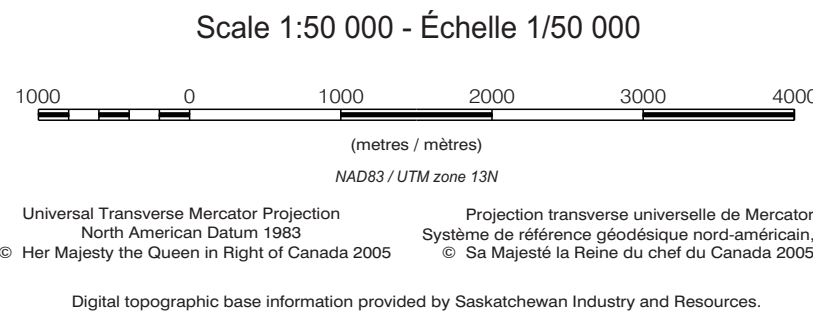 Scale 1:50 000 - Échelle 1/50 000
1000 0 1000 2000 3000 4000
(metres / mètres)
NAD83 / UTM zone 13N
Universal Transverse Mercator Projection
North American Datum 1983
© Her Majesty the Queen in Right of Canada 2005
Projection transverse universelle de Mercator
Système de référence géodésique nord-américain,
© Sa Majesté la Reine du chef du Canada 2005
Digital topographic base information provided by Saskatchewan Industry and Resources.